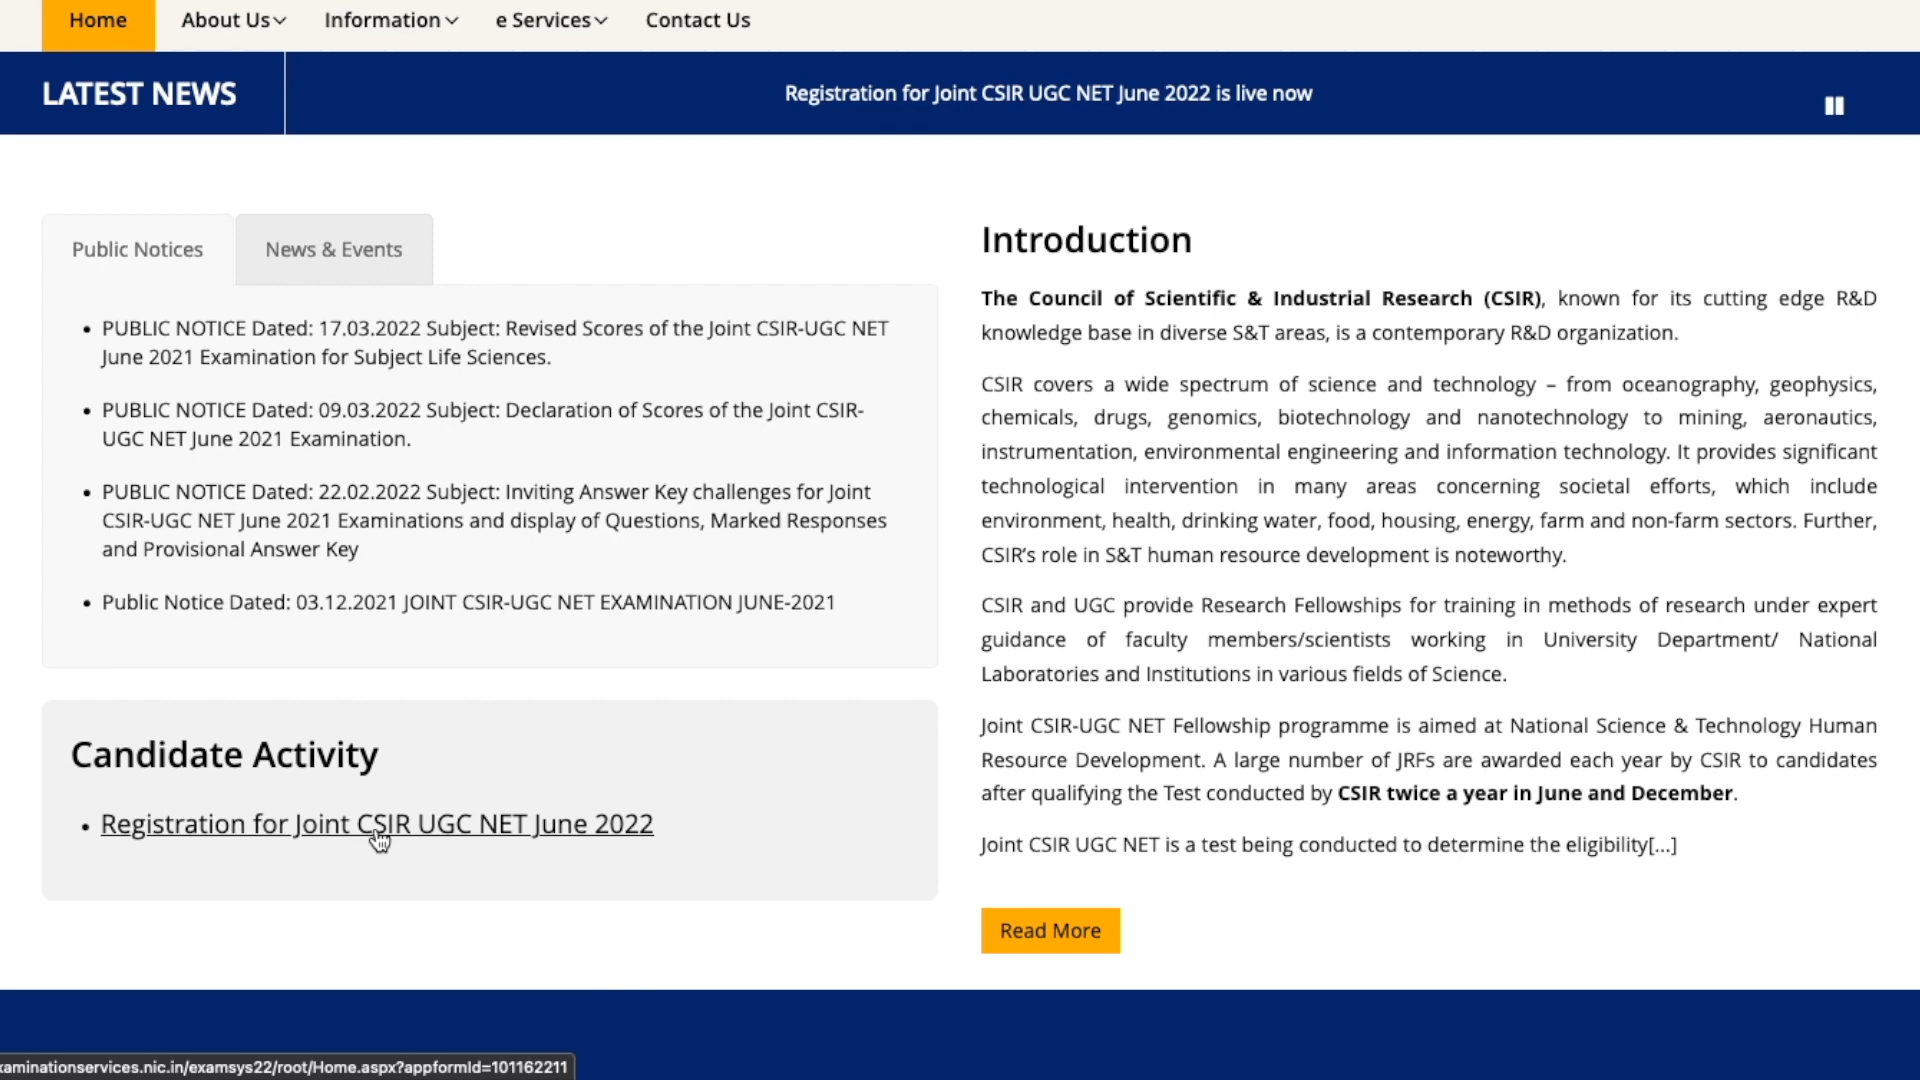 Home
About Us
Information
e Services
Contact Us
LATEST NEWS
Registration for Joint CSIR UGC NET June 2022 is live now
Public Notices
News & Events
• PUBLIC NOTICE Dated: 17.03.2022 Subject: Revised Scores of the Joint CSIR-UGC NET
June 2021 Examination for Subject Life Sciences.
• PUBLIC NOTICE Dated: 09.03.2022 Subject: Declaration of Scores of the Joint CSIR-
UGC NET June 2021 Examination.
• PUBLIC NOTICE Dated: 22.02.2022 Subject: Inviting Answer Key challenges for Joint
CSIR-UGC NET June 2021 Examinations and display of Questions, Marked Responses
and Provisional Answer Key
• Public Notice Dated: 03.12.2021 JOINT CSIR-UGC NET EXAMINATION JUNE-2021
Candidate Activity
• Registration for Joint CSIR UGC NET June 2022
Introduction
The Council of Scientific & Industrial Research (CSIR), known for its cutting edge R&D
knowledge base in diverse S&T areas, is a contemporary R&D organization.
CSIR covers a wide spectrum of science and technology – from oceanography, geophysics,
chemicals, drugs, genomics, biotechnology and nanotechnology to mining, aeronautics,
instrumentation, environmental engineering and information technology. It provides significant
technological intervention in many areas concerning societal efforts, which include
environment, health, drinking water, food, housing, energy, farm and non-farm sectors. Further,
CSIR's role in S&T human resource development is noteworthy.
CSIR and UGC provide Research Fellowships for training in methods of research under expert
guidance of faculty members/scientists working in University Department/ National
Laboratories and Institutions in various fields of Science.
Joint CSIR-UGC NET Fellowship programme is aimed at National Science & Technology Human
Resource Development. A large number of JRFs are awarded each year by CSIR to candidates
after qualifying the Test conducted by CSIR twice a year in June and December.
Joint CSIR UGC NET is a test being conducted to determine the eligibility[...]
Read More
xaminationservices.nic.in/examsys22/root/Home.aspx?appformId=101162211